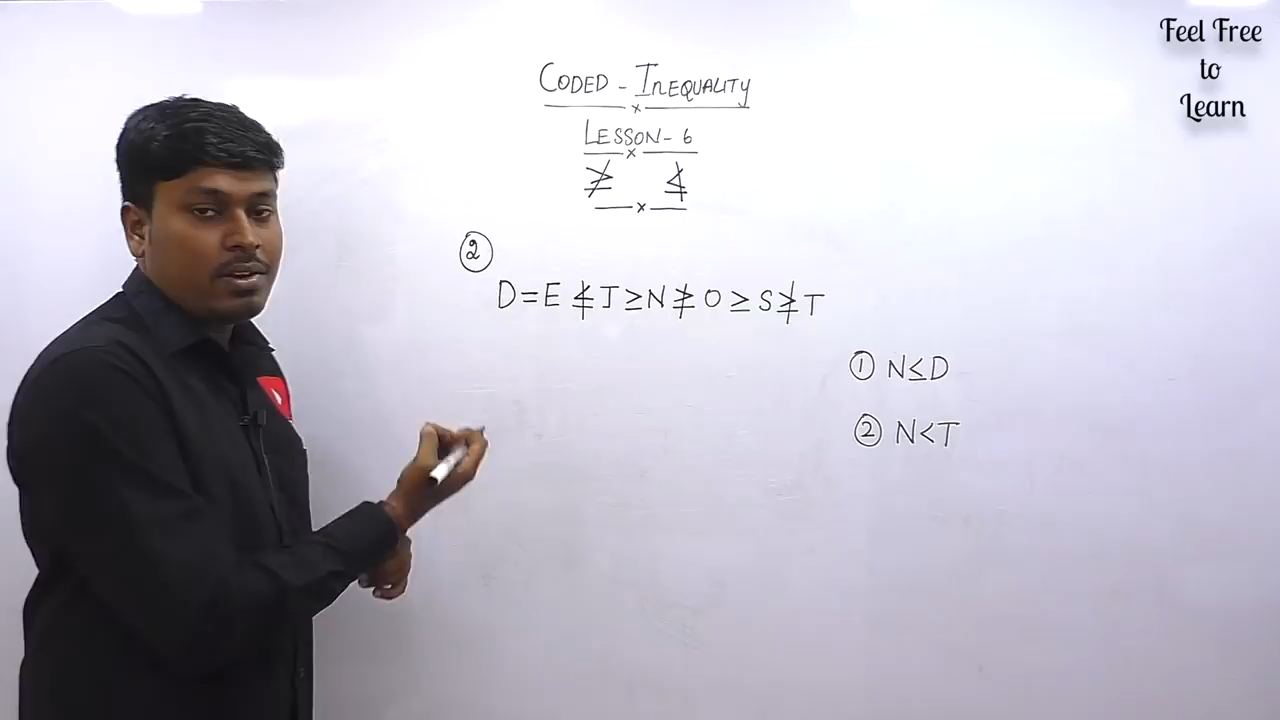 Feel Free
to
Learn
CODED - INEQUALITY
LESSON - 6
≱ ≰
②
D=E ≰ J ≥ N ≱ O ≥ S ≱ T
① N≤D
② N<T